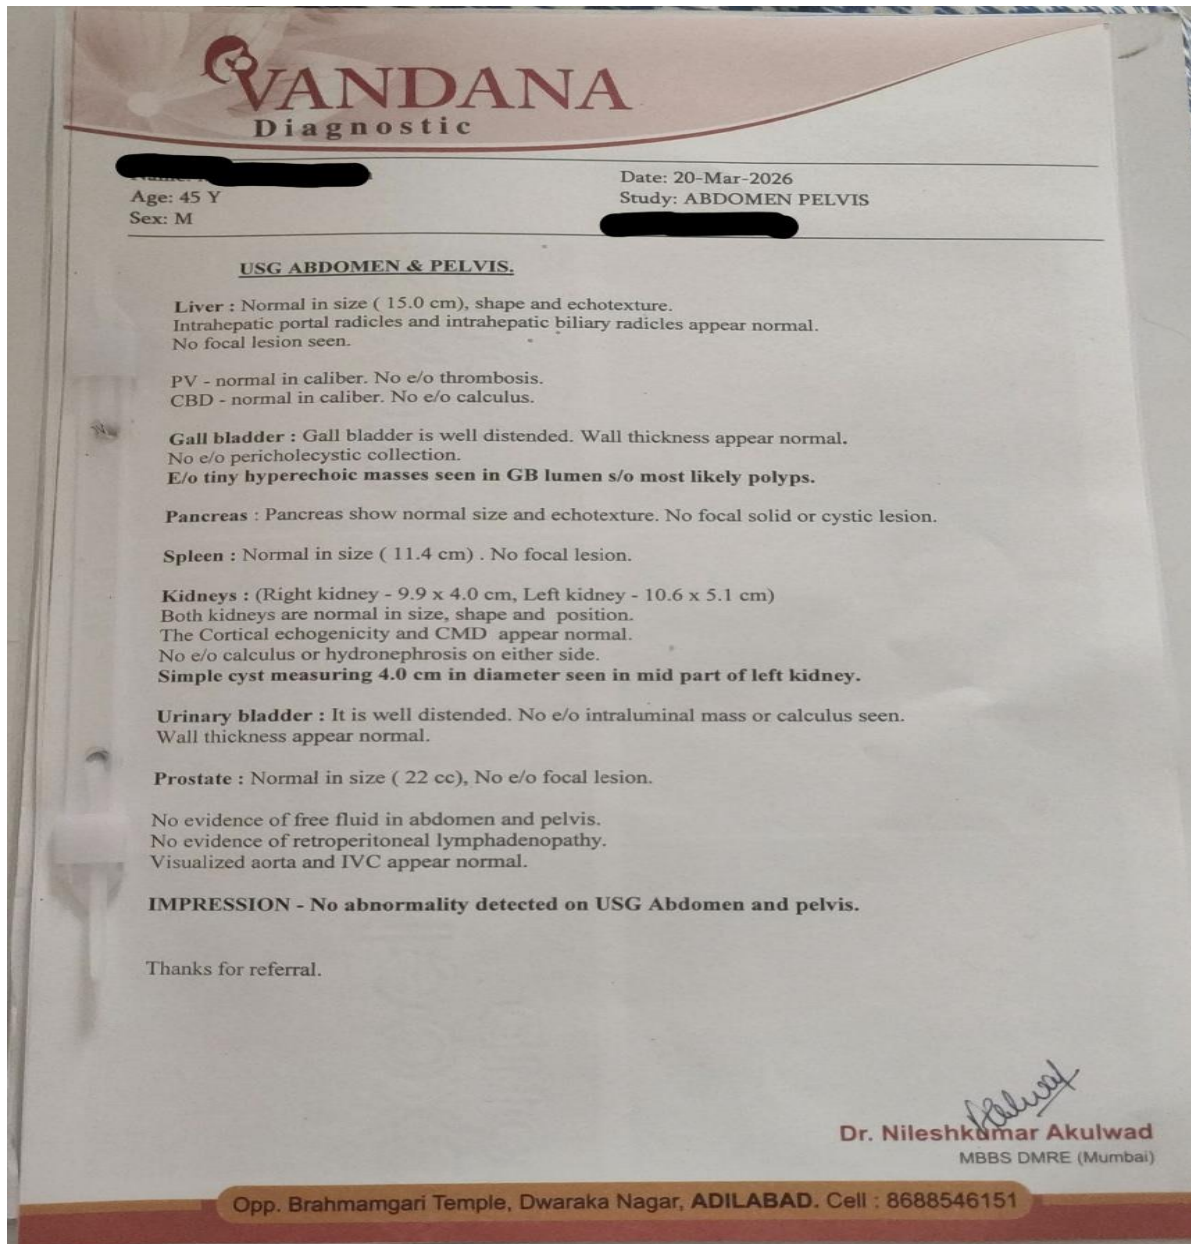 VANDANA
Diagnostic
Date: 20-Mar-2026
Age: 45 Y
Study: ABDOMEN PELVIS
Sex: M
USG ABDOMEN & PELVIS.
Liver : Normal in size ( 15.0 cm), shape and echotexture.
Intrahepatic portal radicles and intrahepatic biliary radicles appear normal.
No focal lesion seen.
PV - normal in caliber. No e/o thrombosis.
CBD - normal in caliber. No e/o calculus.
Gall bladder : Gall bladder is well distended. Wall thickness appear normal.
No e/o pericholecystic collection.
E/o tiny hyperechoic masses seen in GB lumen s/o most likely polyps.
Pancreas : Pancreas show normal size and echotexture. No focal solid or cystic lesion.
Spleen : Normal in size ( 11.4 cm) . No focal lesion.
Kidneys : (Right kidney - 9.9 x 4.0 cm, Left kidney - 10.6 x 5.1 cm)
Both kidneys are normal in size, shape and position.
The Cortical echogenicity and CMD appear normal.
No e/o calculus or hydronephrosis on either side.
Simple cyst measuring 4.0 cm in diameter seen in mid part of left kidney.
Urinary bladder : It is well distended. No e/o intraluminal mass or calculus seen.
Wall thickness appear normal.
Prostate : Normal in size ( 22 cc), No e/o focal lesion.
No evidence of free fluid in abdomen and pelvis.
No evidence of retroperitoneal lymphadenopathy.
Visualized aorta and IVC appear normal.
IMPRESSION - No abnormality detected on USG Abdomen and pelvis.
Thanks for referral.
Dr. Nileshkumar Akulwad
MBBS DMRE (Mumbai)
Opp. Brahmamgari Temple, Dwaraka Nagar, ADILABAD. Cell : 8688546151